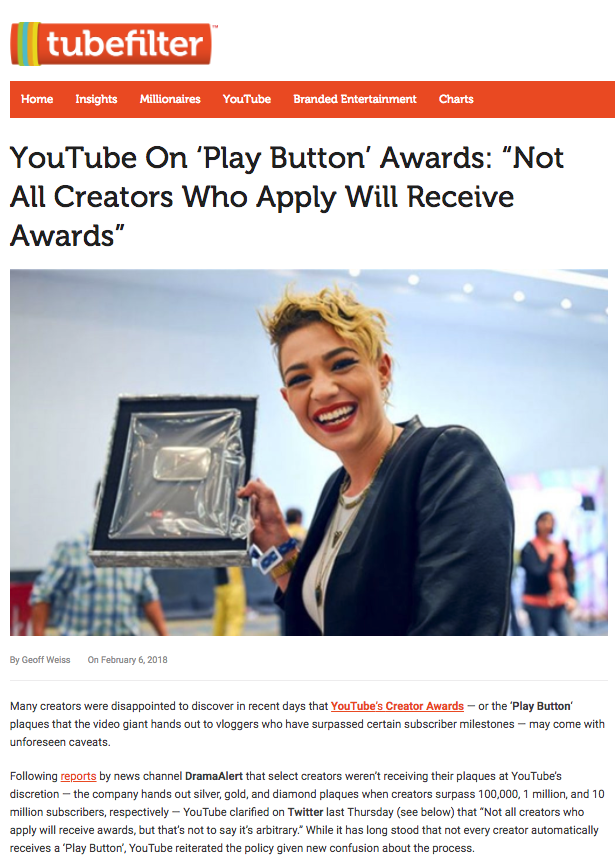 tubefilter™
Home Insights Millionaires YouTube Branded Entertainment Charts
YouTube On ‘Play Button’ Awards: “Not
All Creators Who Apply Will Receive
Awards”
By Geoff Weiss On February 6, 2018
Many creators were disappointed to discover in recent days that YouTube’s Creator Awards — or the ‘Play Button‘
plaques that the video giant hands out to vloggers who have surpassed certain subscriber milestones — may come with
unforeseen caveats.
Following reports by news channel DramaAlert that select creators weren’t receiving their plaques at YouTube’s
discretion — the company hands out silver, gold, and diamond plaques when creators surpass 100,000, 1 million, and 10
million subscribers, respectively — YouTube clarified on Twitter last Thursday (see below) that “Not all creators who
apply will receive awards, but that’s not to say it’s arbitrary.” While it has long stood that not every creator automatically
receives a ‘Play Button’, YouTube reiterated the policy given new confusion about the process.